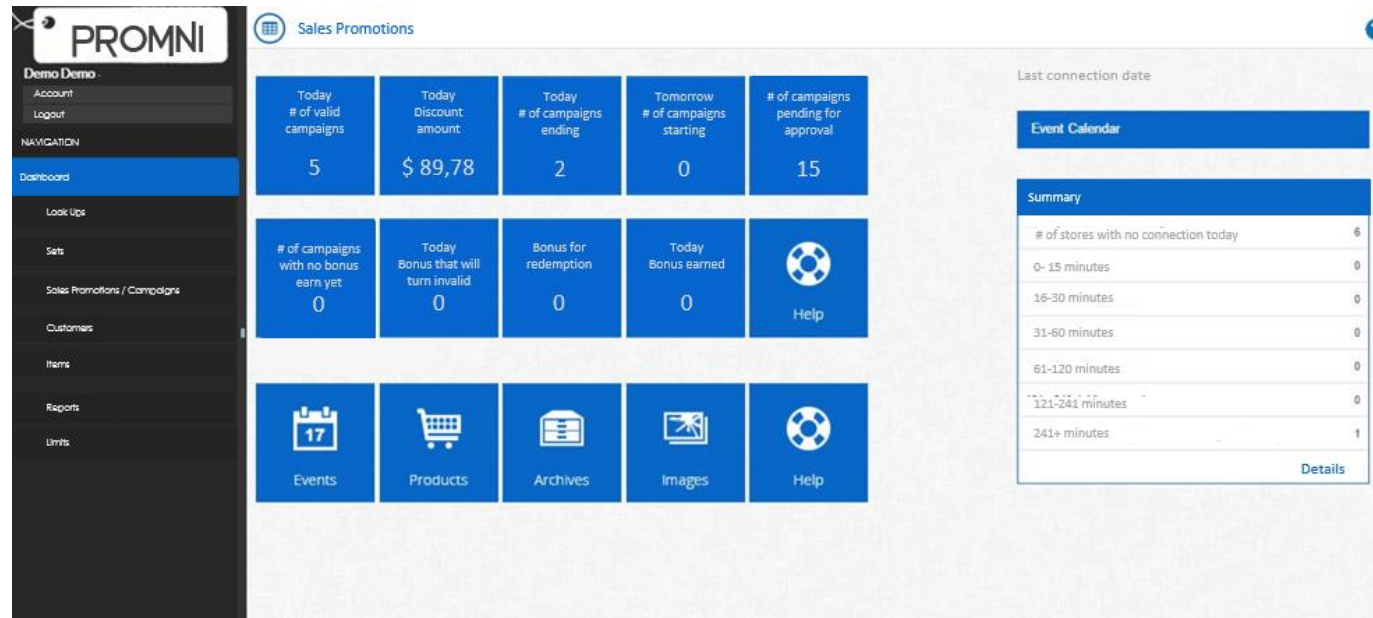 PROMNI
Demo Demo -
Account
Logout
NAVIGATION
Dashboard
Look Ups
Sets
Sales Promotions / Campaigns
Customers
Items
Reports
Limits
Sales Promotions
Today
# of valid
campaigns
5
Today
Discount
amount
$ 89,78
Today
# of campaigns
ending
2
Tomorrow
# of campaigns
starting
0
# of campaigns
pending for
approval
15
# of campaigns
with no bonus
earn yet
0
Today
Bonus that will
turn invalid
0
Bonus for
redemption
0
Today
Bonus earned
0
Help
17
Events
Products
Archives
Images
Help
Last connection date
Event Calendar
Summary
# of stores with no connection today 6
0- 15 minutes 0
16-30 minutes 0
31-60 minutes 0
61-120 minutes 0
121-241 minutes 0
241+ minutes 1
Details